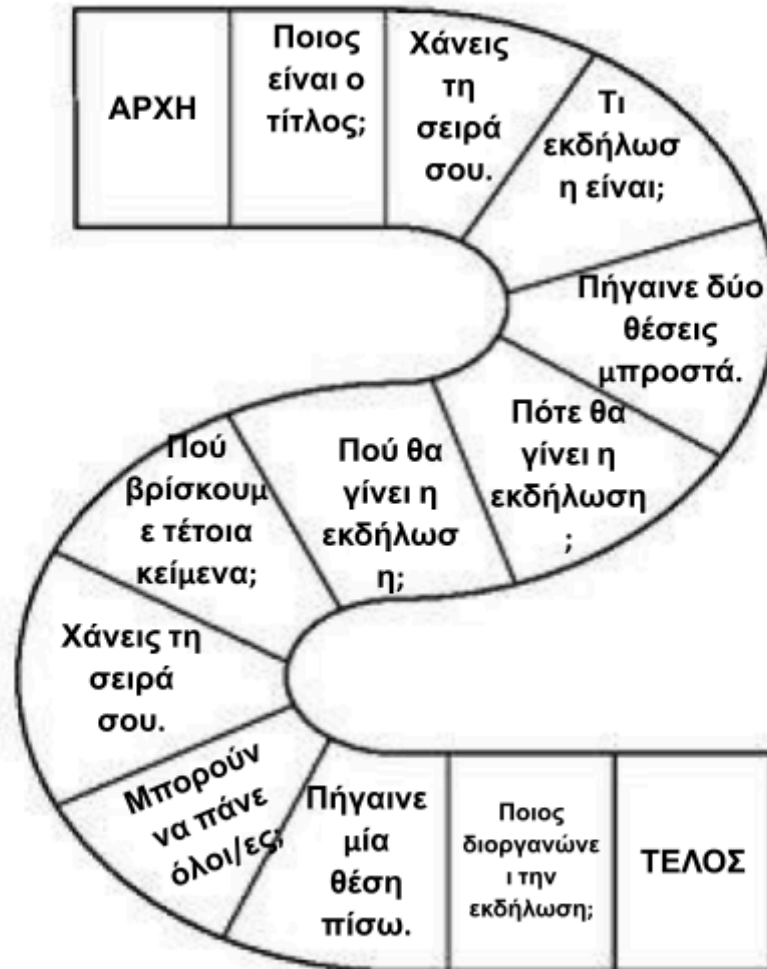 ΑΡΧΗ
Ποιος
είναι ο
τίτλος;
Χάνεις
τη
σειρά
σου.
Τι
εκδήλωσ
η είναι;
Πήγαινε δύο
θέσεις
μπροστά.
Πότε θα
γίνει η
εκδήλωση
;
Πού θα
γίνει η
εκδήλωσ
η;
Πού
βρίσκουμ
ε τέτοια
κείμενα;
Χάνεις τη
σειρά
σου.
Μπορούν
να πάνε
όλοι/ες;
Πήγαινε
μία
θέση
πίσω.
Ποιος
διοργανώνε
ι την
εκδήλωση;
ΤΕΛΟΣ